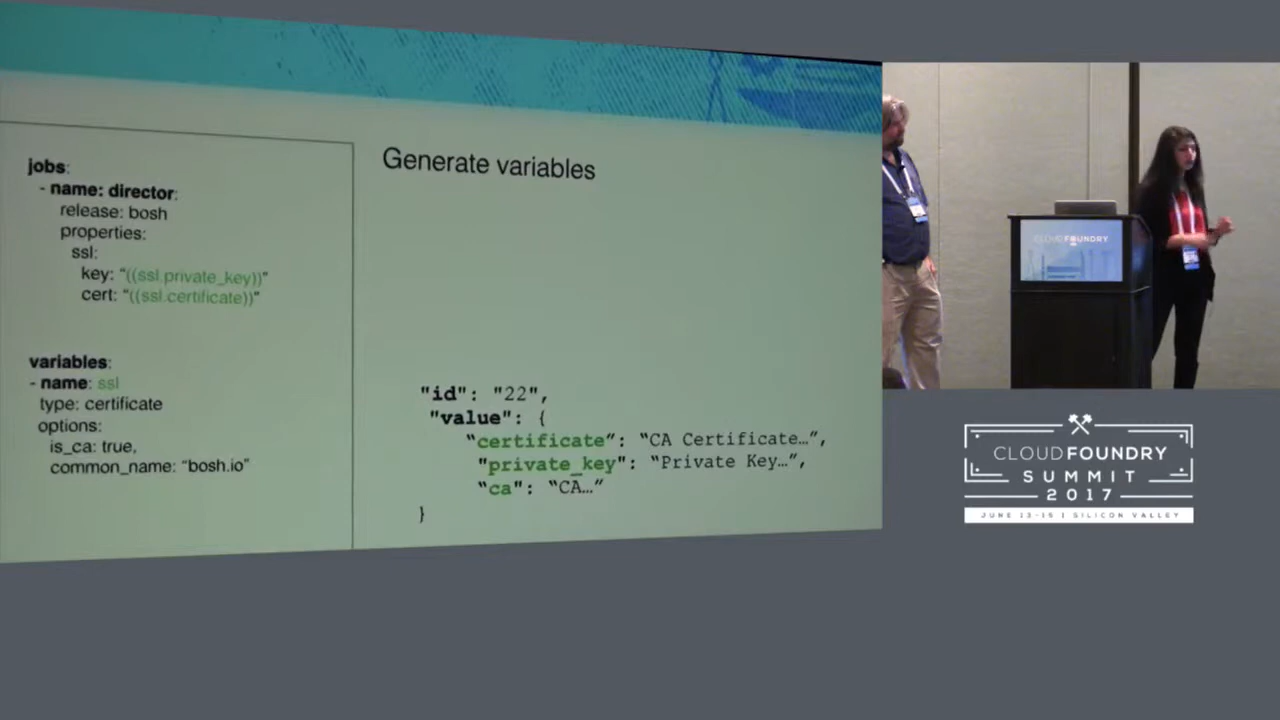 Generate variables
jobs:
- name: director:
release: bosh
properties:
ssl:
key: “((ssl.private_key))”
cert: “((ssl.certificate))”
variables:
- name: ssl
type: certificate
options:
is_ca: true,
common_name: “bosh.io”
"id": "22",
"value": {
“certificate”: “CA Certificate…”,
"private_key": “Private Key…”,
“ca": “CA…”
}
CLOUD FOUNDRY
CLOUD FOUNDRY
SUMMIT
2017
JUNE 13-15 | SILICON VALLEY